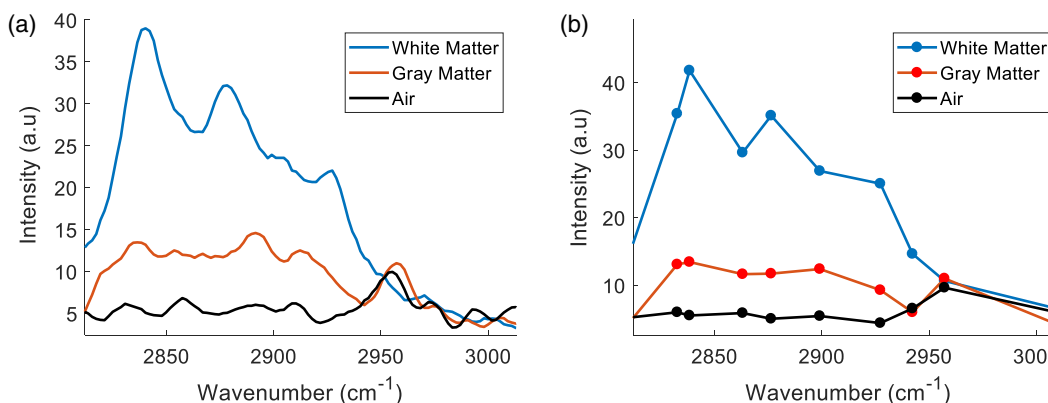 (a)
Intensity (a.u)
40
35
30
25
20
15
10
5
2850
2900
2950
3000
Wavenumber (cm-1)
White Matter
Gray Matter
Air
(b)
Intensity (a.u)
40
30
20
10
2850
2900
2950
300
Wavenumber (cm-1)
White Matter
Gray Matter
Air